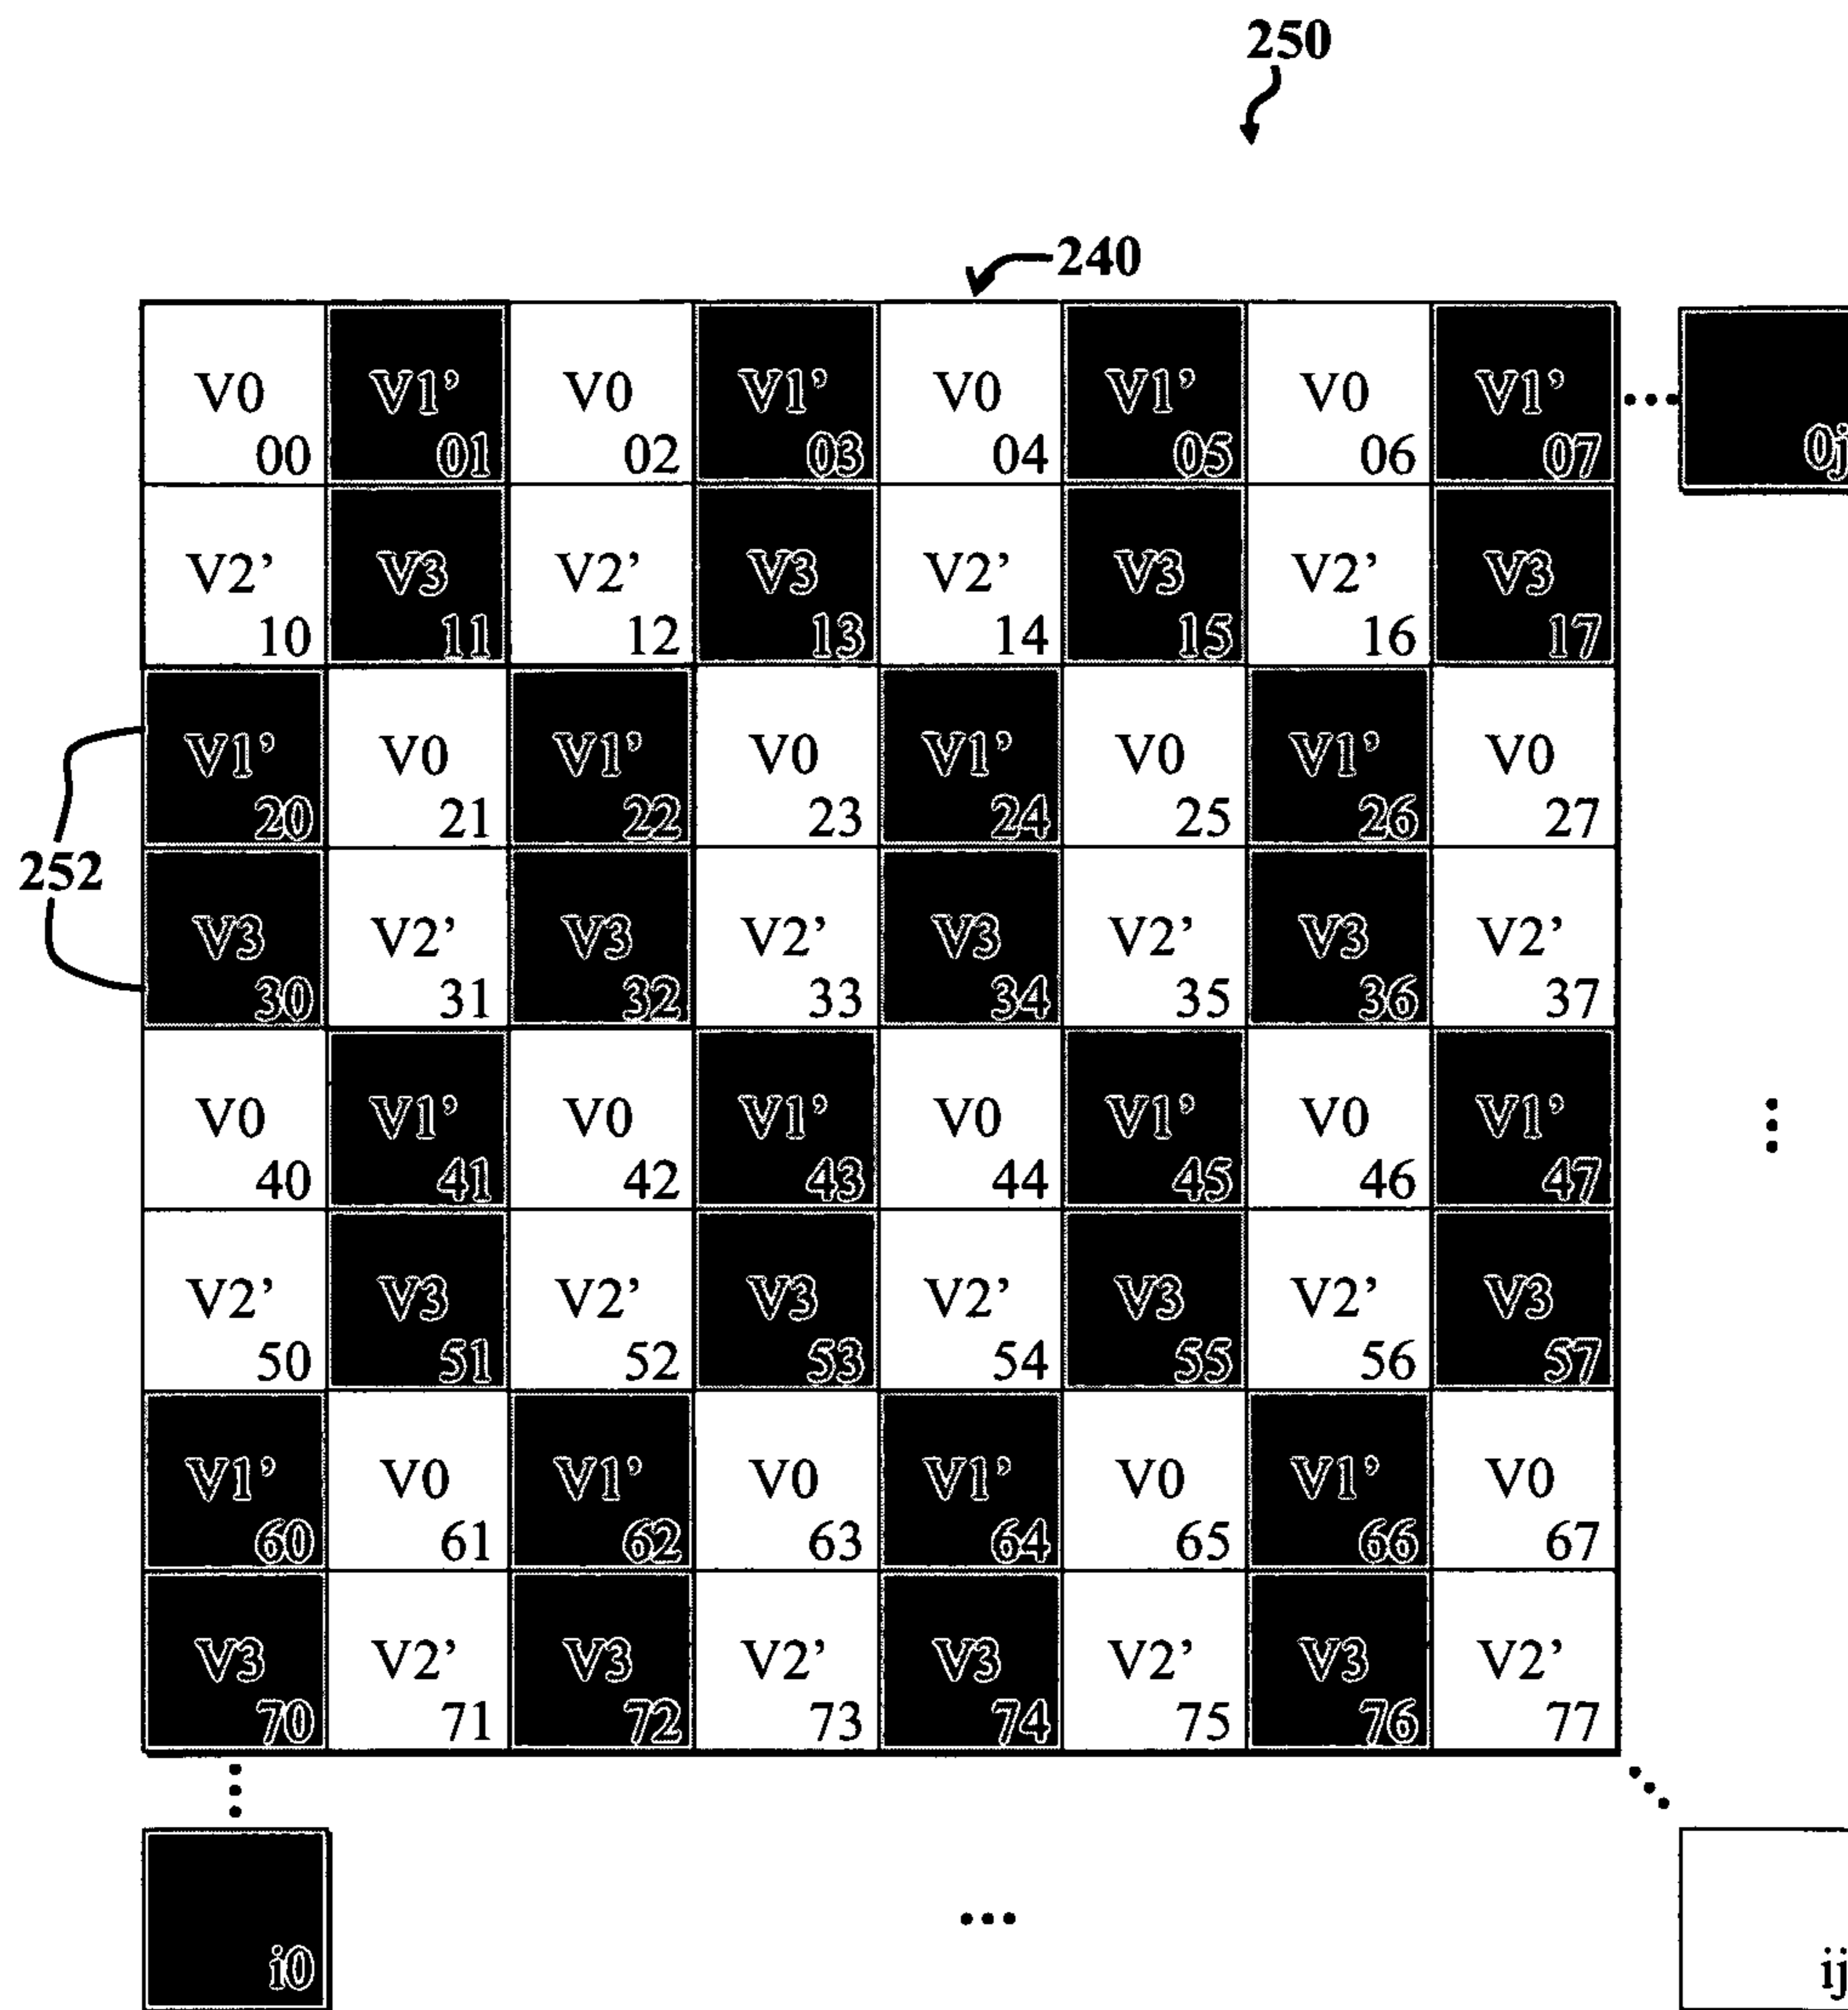 250
240
V0 V1’ V0 V1’ V0 V1’ V0 V1’ ...
00 01 02 03 04 05 06 07 0j
V2’ V3 V2’ V3 V2’ V3 V2’ V3
10 11 12 13 14 15 16 17
V1’ V0 V1’ V0 V1’ V0 V1’ V0
20 21 22 23 24 25 26 27
252
V3 V2’ V3 V2’ V3 V2’ V3 V2’
30 31 32 33 34 35 36 37
V0 V1’ V0 V1’ V0 V1’ V0 V1’
40 41 42 43 44 45 46 47
V2’ V3 V2’ V3 V2’ V3 V2’ V3
50 51 52 53 54 55 56 57
V1’ V0 V1’ V0 V1’ V0 V1’ V0
60 61 62 63 64 65 66 67
V3 V2’ V3 V2’ V3 V2’ V3 V2’
70 71 72 73 74 75 76 77
...
i0 ij